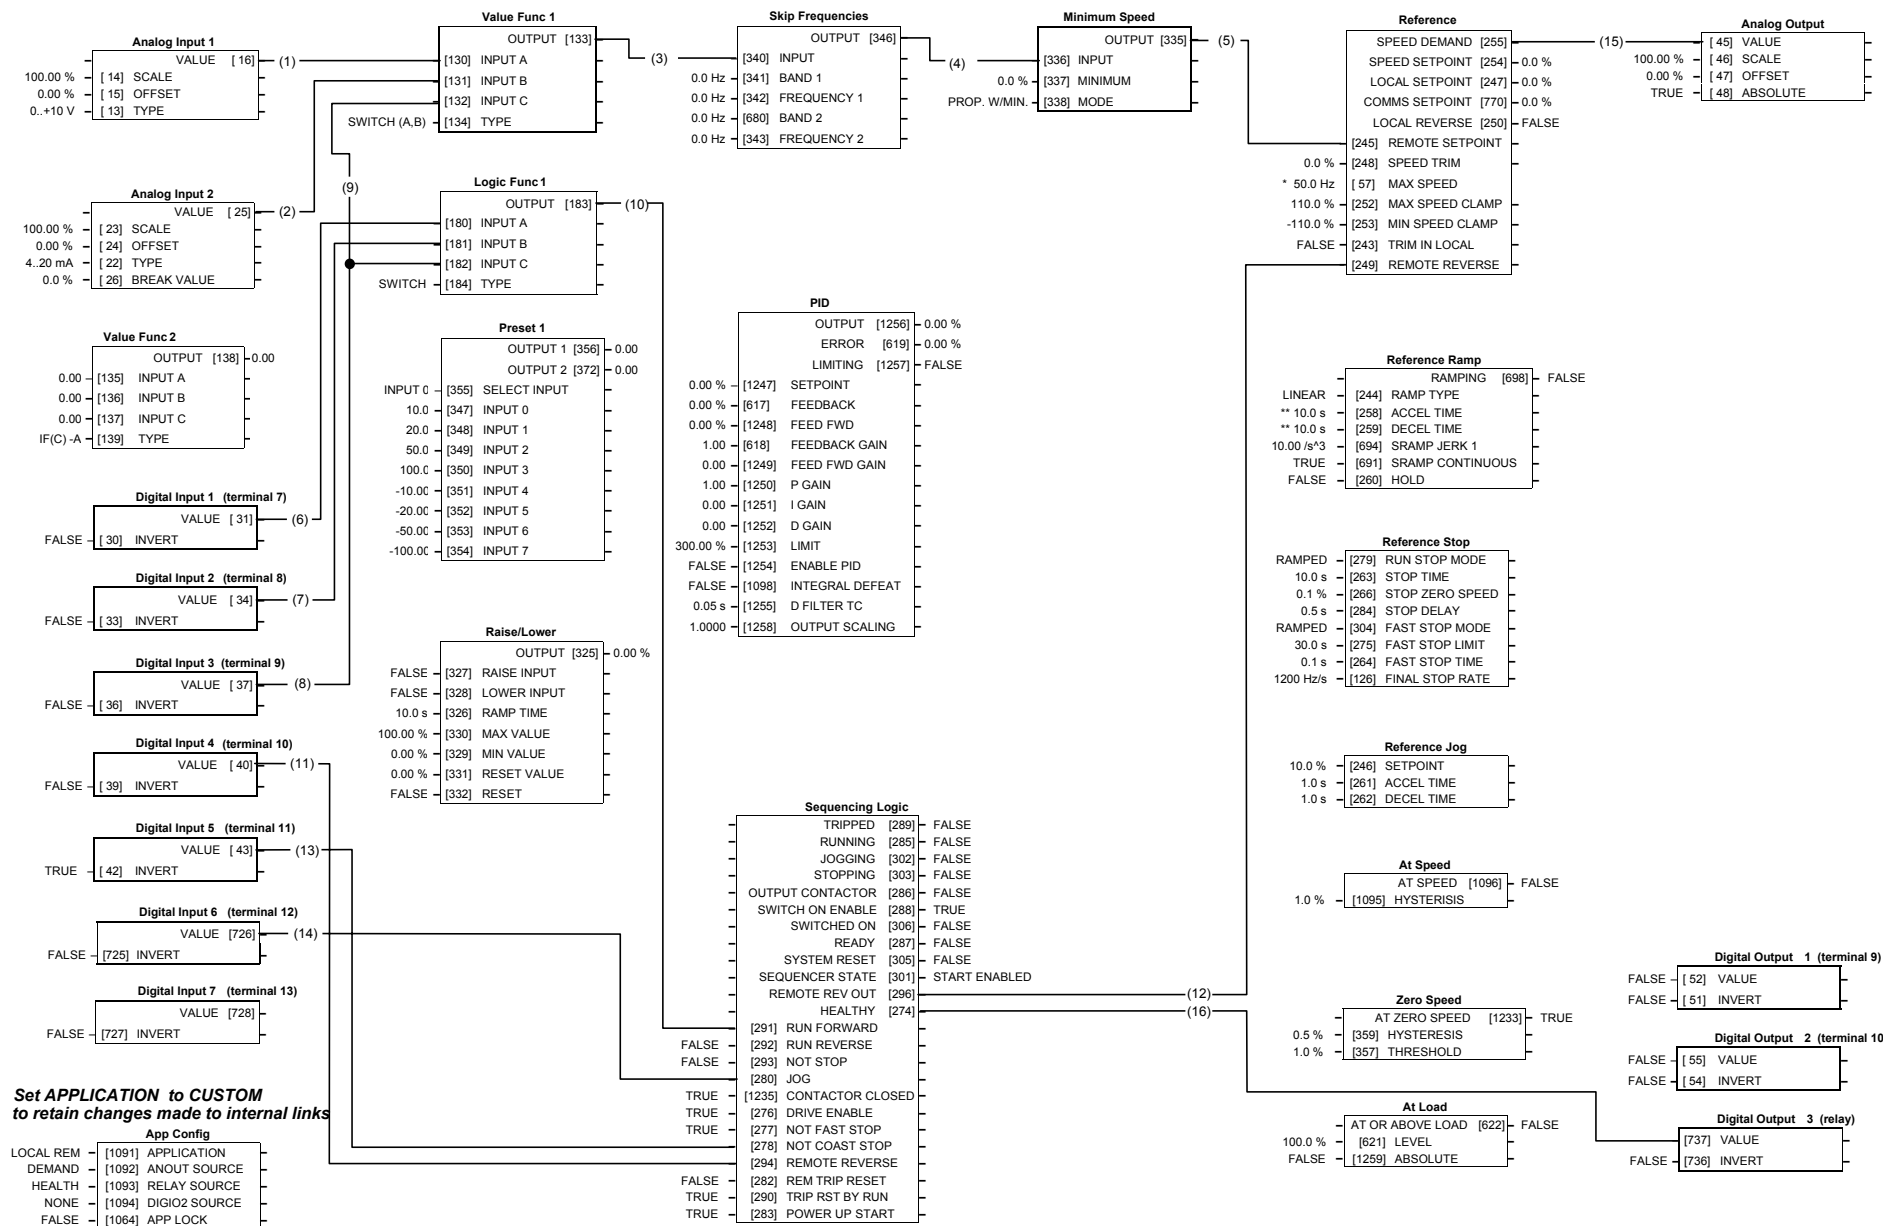 Analog Input 1
VALUE [ 16] (1)
100.00 % [ 14] SCALE
0.00 % [ 15] OFFSET
0..+10 V [ 13] TYPE
Analog Input 2
VALUE [ 25] (2)
100.00 % [ 23] SCALE
0.00 % [ 24] OFFSET
4..20 mA [ 22] TYPE
0.0 % [ 26] BREAK VALUE
Value Func 2
OUTPUT [138] 0.00
0.00 [135] INPUT A
0.00 [136] INPUT B
0.00 [137] INPUT C
IF(C) -A [139] TYPE
Digital Input 1 (terminal 7)
VALUE [ 31] (6)
FALSE [ 30] INVERT
Digital Input 2 (terminal 8)
VALUE [ 34] (7)
FALSE [ 33] INVERT
Digital Input 3 (terminal 9)
VALUE [ 37] (8)
FALSE [ 36] INVERT
Digital Input 4 (terminal 10)
VALUE [ 40] (11)
FALSE [ 39] INVERT
Digital Input 5 (terminal 11)
VALUE [ 43] (13)
TRUE [ 42] INVERT
Digital Input 6 (terminal 12)
VALUE [726] (14)
FALSE [725] INVERT
Digital Input 7 (terminal 13)
VALUE [728]
FALSE [727] INVERT
Set APPLICATION to CUSTOM
to retain changes made to internal links
App Config
LOCAL REM [1091] APPLICATION
DEMAND [1092] ANOUT SOURCE
HEALTH [1093] RELAY SOURCE
NONE [1094] DIGIO2 SOURCE
FALSE [1064] APP LOCK
Value Func 1
OUTPUT [133] (3)
[130] INPUT A
[131] INPUT B
[132] INPUT C
SWITCH (A,B) [134] TYPE
(9)
Logic Func 1
OUTPUT [183] (10)
[180] INPUT A
[181] INPUT B
[182] INPUT C
SWITCH [184] TYPE
Preset 1
OUTPUT 1 [356] 0.00
OUTPUT 2 [372] 0.00
INPUT 0 [355] SELECT INPUT
10.0 [347] INPUT 0
20.0 [348] INPUT 1
50.0 [349] INPUT 2
100.0 [350] INPUT 3
-10.00 [351] INPUT 4
-20.00 [352] INPUT 5
-50.00 [353] INPUT 6
-100.00 [354] INPUT 7
Raise/Lower
OUTPUT [325] 0.00 %
FALSE [327] RAISE INPUT
FALSE [328] LOWER INPUT
10.0 s [326] RAMP TIME
100.00 % [330] MAX VALUE
0.00 % [329] MIN VALUE
0.00 % [331] RESET VALUE
FALSE [332] RESET
Skip Frequencies
OUTPUT [346] (4)
[340] INPUT
0.0 Hz [341] BAND 1
0.0 Hz [342] FREQUENCY 1
0.0 Hz [680] BAND 2
0.0 Hz [343] FREQUENCY 2
PID
OUTPUT [1256] 0.00 %
ERROR [619] 0.00 %
LIMITING [1257] FALSE
0.00 % [1247] SETPOINT
0.00 % [617] FEEDBACK
0.00 % [1248] FEED FWD
1.00 [618] FEEDBACK GAIN
0.00 [1249] FEED FWD GAIN
1.00 [1250] P GAIN
0.00 [1251] I GAIN
0.00 [1252] D GAIN
300.00 % [1253] LIMIT
FALSE [1254] ENABLE PID
FALSE [1098] INTEGRAL DEFEAT
0.05 s [1255] D FILTER TC
1.0000 [1258] OUTPUT SCALING
Sequencing Logic
TRIPPED [289] FALSE
RUNNING [285] FALSE
JOGGING [302] FALSE
STOPPING [303] FALSE
OUTPUT CONTACTOR [286] FALSE
SWITCH ON ENABLE [288] TRUE
SWITCHED ON [306] FALSE
READY [287] FALSE
SYSTEM RESET [305] FALSE
SEQUENCER STATE [301] START ENABLED
REMOTE REV OUT [296] (12)
HEALTHY [274] (16)
[291] RUN FORWARD
FALSE [292] RUN REVERSE
FALSE [293] NOT STOP
[280] JOG
TRUE [1235] CONTACTOR CLOSED
TRUE [276] DRIVE ENABLE
TRUE [277] NOT FAST STOP
[278] NOT COAST STOP
[294] REMOTE REVERSE
FALSE [282] REM TRIP RESET
TRUE [290] TRIP RST BY RUN
TRUE [283] POWER UP START
Minimum Speed
OUTPUT [335] (5)
[336] INPUT
0.0 % [337] MINIMUM
PROP. W/MIN. [338] MODE
Reference
SPEED DEMAND [255] (15)
SPEED SETPOINT [254] 0.0 %
LOCAL SETPOINT [247] 0.0 %
COMMS SETPOINT [770] 0.0 %
LOCAL REVERSE [250] FALSE
[245] REMOTE SETPOINT
0.0 % [248] SPEED TRIM
* 50.0 Hz [ 57] MAX SPEED
110.0 % [252] MAX SPEED CLAMP
-110.0 % [253] MIN SPEED CLAMP
FALSE [243] TRIM IN LOCAL
[249] REMOTE REVERSE
Reference Ramp
RAMPING [698] FALSE
LINEAR [244] RAMP TYPE
** 10.0 s [258] ACCEL TIME
** 10.0 s [259] DECEL TIME
10.00 /s^3 [694] SRAMP JERK 1
TRUE [691] SRAMP CONTINUOUS
FALSE [260] HOLD
Reference Stop
RAMPED [279] RUN STOP MODE
10.0 s [263] STOP TIME
0.1 % [266] STOP ZERO SPEED
0.5 s [284] STOP DELAY
RAMPED [304] FAST STOP MODE
30.0 s [275] FAST STOP LIMIT
0.1 s [264] FAST STOP TIME
1200 Hz/s [126] FINAL STOP RATE
Reference Jog
10.0 % [246] SETPOINT
1.0 s [261] ACCEL TIME
1.0 s [262] DECEL TIME
At Speed
AT SPEED [1096] FALSE
1.0 % [1095] HYSTERISIS
Zero Speed
AT ZERO SPEED [1233] TRUE
0.5 % [359] HYSTERESIS
1.0 % [357] THRESHOLD
At Load
AT OR ABOVE LOAD [622] FALSE
100.0 % [621] LEVEL
FALSE [1259] ABSOLUTE
Analog Output
[ 45] VALUE
100.00 % [ 46] SCALE
0.00 % [ 47] OFFSET
TRUE [ 48] ABSOLUTE
Digital Output 1 (terminal 9)
FALSE [ 52] VALUE
FALSE [ 51] INVERT
Digital Output 2 (terminal 10
FALSE [ 55] VALUE
FALSE [ 54] INVERT
Digital Output 3 (relay)
[737] VALUE
FALSE [736] INVERT